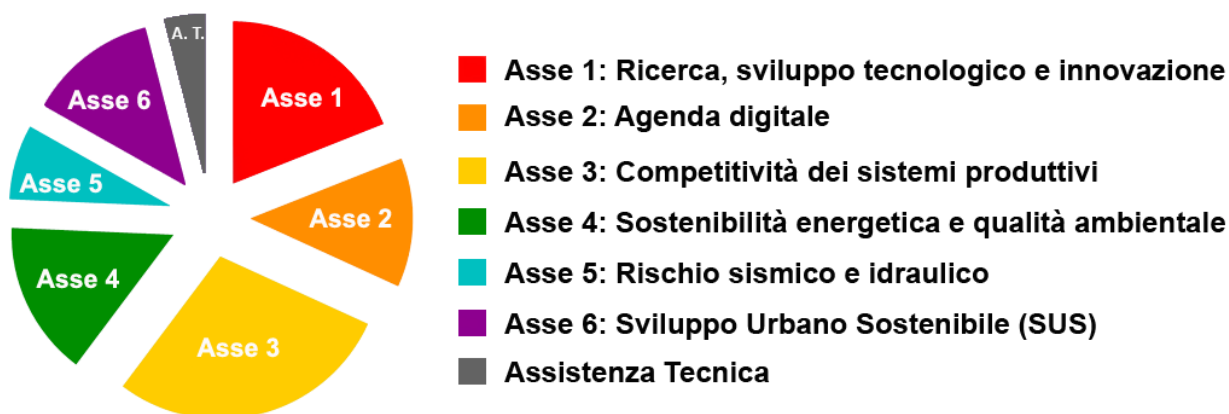 A. T.
Asse 1
Asse 6
Asse 5
Asse 2
Asse 4
Asse 3
Asse 1: Ricerca, sviluppo tecnologico e innovazione
Asse 2: Agenda digitale
Asse 3: Competitività dei sistemi produttivi
Asse 4: Sostenibilità energetica e qualità ambientale
Asse 5: Rischio sismico e idraulico
Asse 6: Sviluppo Urbano Sostenibile (SUS)
Assistenza Tecnica